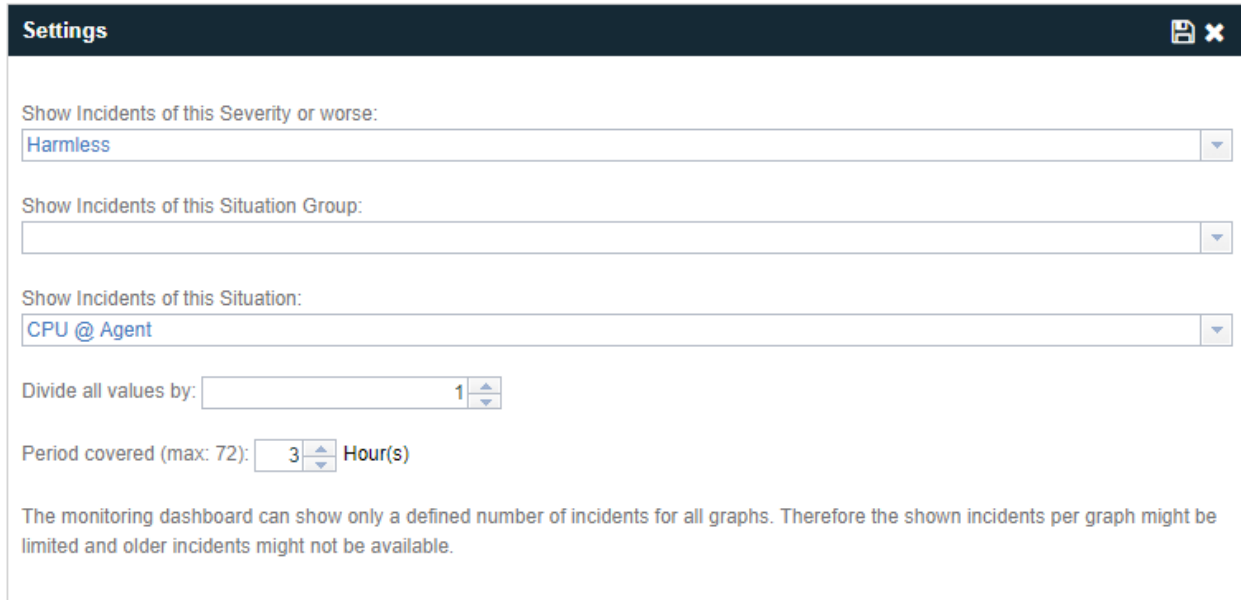 Settings
Show Incidents of this Severity or worse:
Harmless
Show Incidents of this Situation Group:
Show Incidents of this Situation:
CPU @ Agent
Divide all values by: 1
Period covered (max: 72): 3 Hour(s)
The monitoring dashboard can show only a defined number of incidents for all graphs. Therefore the shown incidents per graph might be
limited and older incidents might not be available.